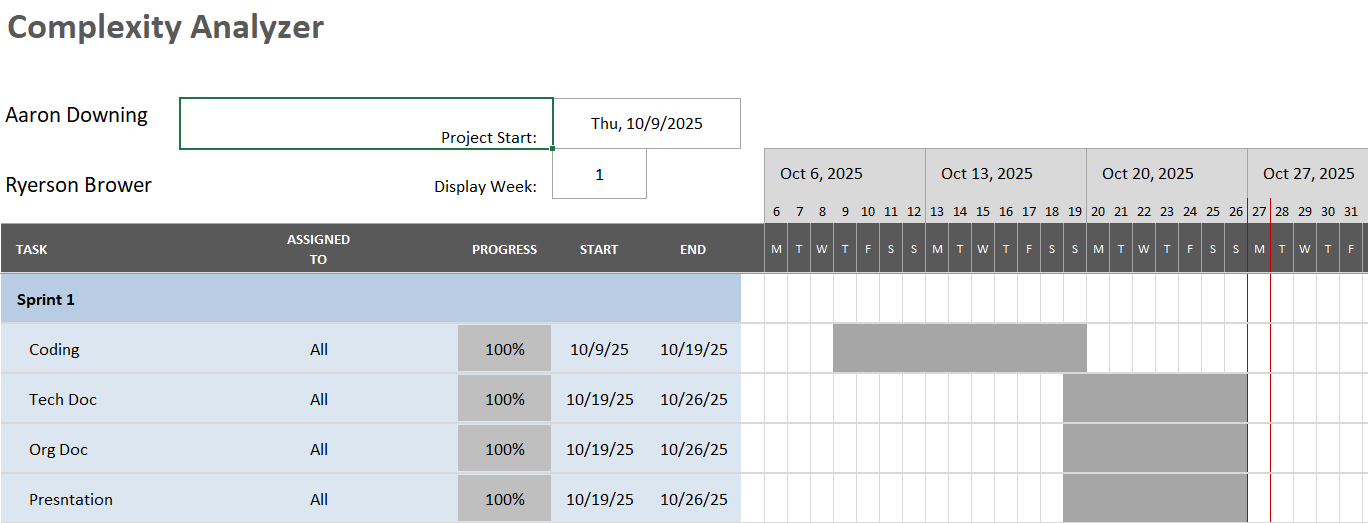 Complexity Analyzer
Aaron Downing
Project Start: Thu, 10/9/2025
Ryerson Brower
Display Week: 1
Oct 6, 2025 Oct 13, 2025 Oct 20, 2025 Oct 27, 2025
6 7 8 9 10 11 12 13 14 15 16 17 18 19 20 21 22 23 24 25 26 27 28 29 30 31
TASK ASSIGNED TO PROGRESS START END M T W T F S S M T W T F S S M T W T F S S M T W T F
Sprint 1
Coding All 100% 10/9/25 10/19/25
Tech Doc All 100% 10/19/25 10/26/25
Org Doc All 100% 10/19/25 10/26/25
Presntation All 100% 10/19/25 10/26/25